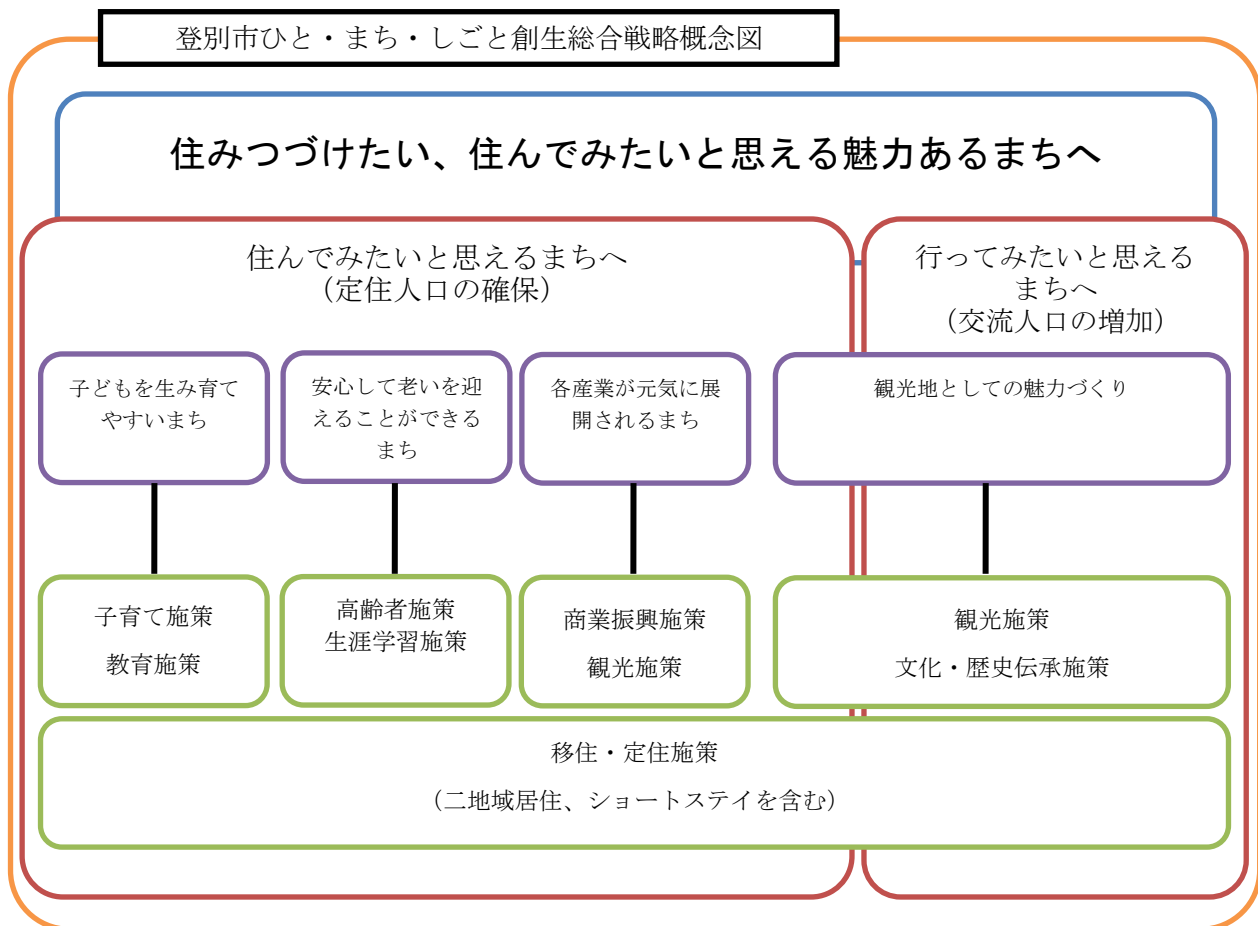 登別市ひと・まち・しごと創生総合戦略概念図
住みつづけたい、住んでみたいと思える魅力あるまちへ
住んでみたいと思えるまちへ
（定住人口の確保）
行ってみたいと思える
まちへ
（交流人口の増加）
子どもを生み育て
やすいまち
安心して老いを迎
えることができる
まち
各産業が元気に展
開されるまち
観光地としての魅力づくり
子育て施策
教育施策
高齢者施策
生涯学習施策
商業振興施策
観光施策
観光施策
文化・歴史伝承施策
移住・定住施策
（二地域居住、ショートステイを含む）